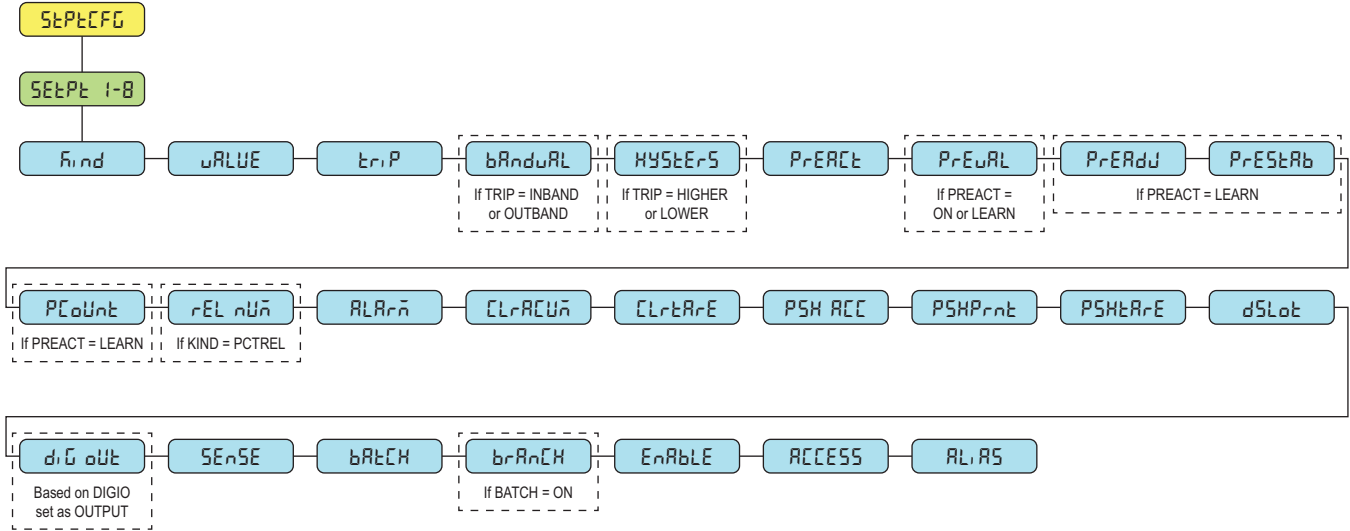 StPtCFG
SEtPt 1-8
Kind
vALUE
triP
bAndvAL
HYStErS
PrEACt
PrEvAL
PrEAdJ
PrEStAb
If TRIP = INBAND
or OUTBAND
If TRIP = HIGHER
or LOWER
If PREACT =
ON or LEARN
If PREACT = LEARN
PCoUnt
rEL nUM
ALArM
CLrACUM
CLrtArE
PSH ACC
PSHPrnt
PSHtArE
dSLot
If PREACT = LEARN
If KIND = PCTREL
diG oUt
SEnSE
bAtCH
brAnCH
EnAbLE
ACCESS
ALiAS
Based on DIGIO
set as OUTPUT
If BATCH = ON